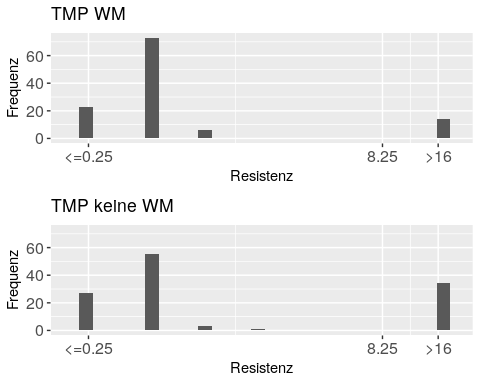 TMP WM
Frequenz
60
40
20
0
<=0.25 8.25 >16
Resistenz
TMP keine WM
Frequenz
60
40
20
0
<=0.25 8.25 >16
Resistenz